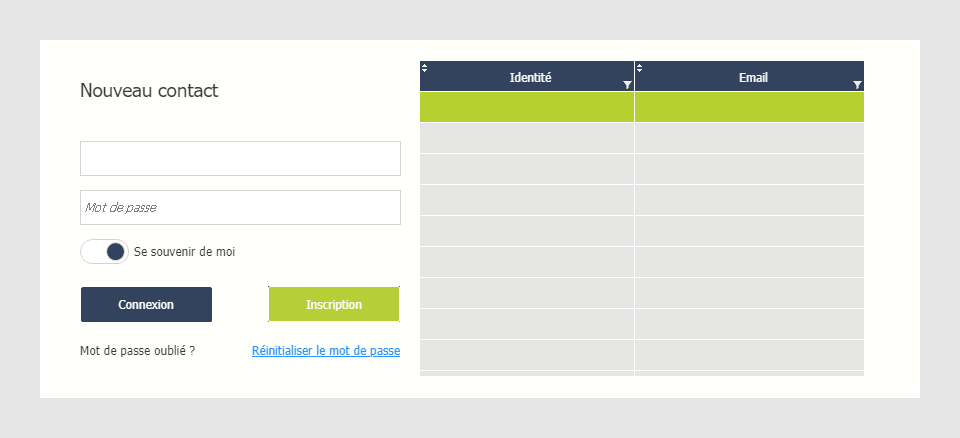 Identité
Email
Nouveau contact
Mot de passe
Se souvenir de moi
Connexion
Inscription
Mot de passe oublié ?
Réinitialiser le mot de passe